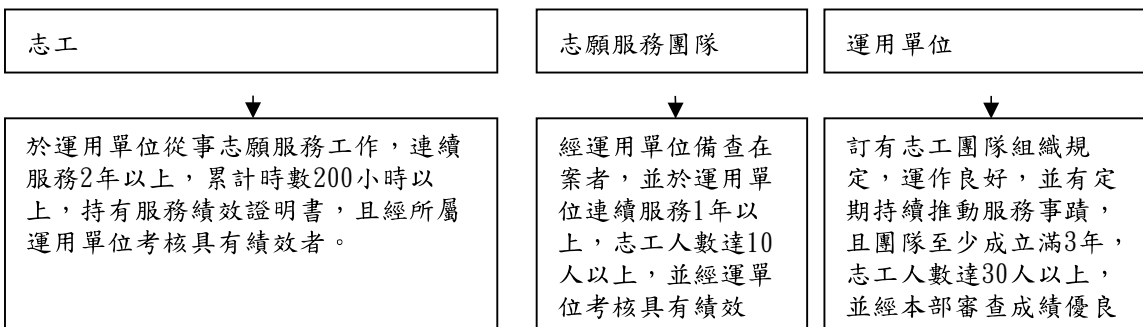 志工
志願服務團隊
運用單位
於運用單位從事志願服務工作，連續
服務2年以上，累計時數200小時以
上，持有服務績效證明書，且經所屬
運用單位考核具有績效者。
經運用單位備查在
案者，並於運用單
位連續服務1年以
上，志工人數達10
人以上，並經運單
位考核具有績效
訂有志工團隊組織規
定，運作良好，並有定
期持續推動服務事蹟，
且團隊至少成立滿3年，
志工人數達30人以上，
並經本部審查成績優良